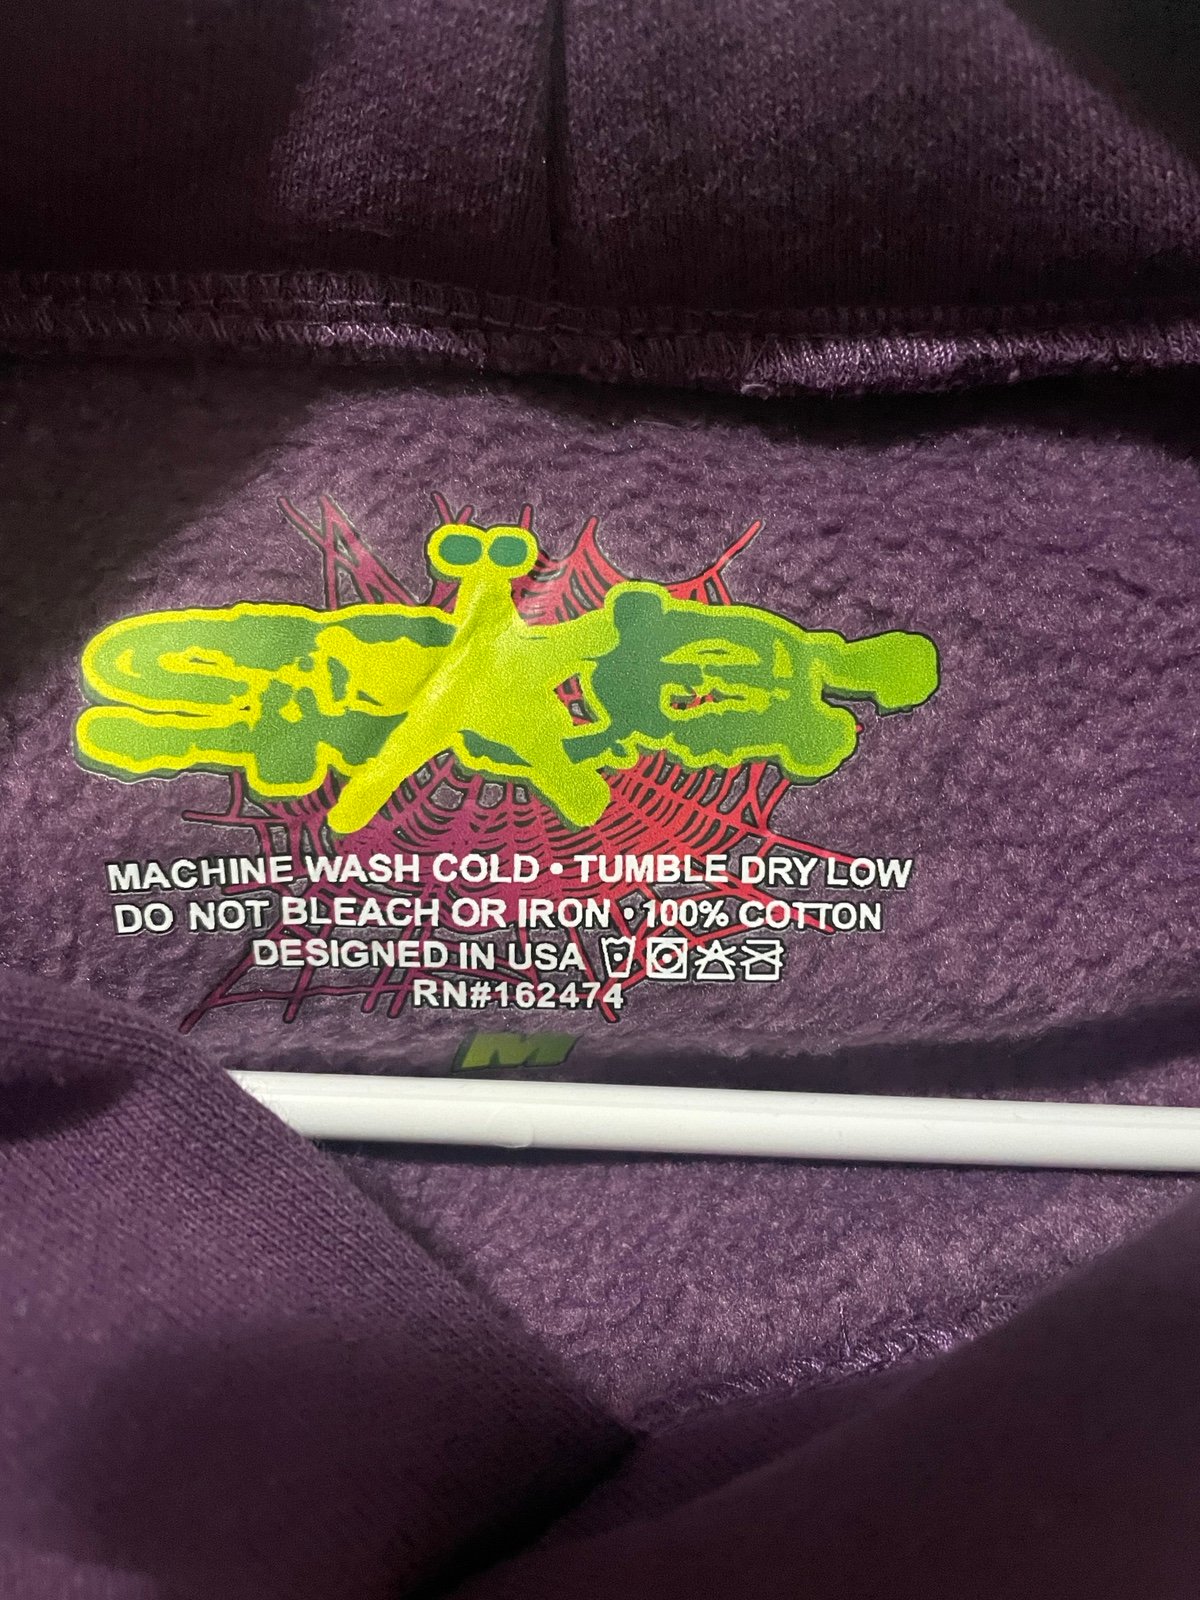 MACHINE WASH COLD • TUMBLE DRY LOW
DO NOT BLEACH OR IRON • 100% COTTON
DESIGNED IN USA
RN#162474
M